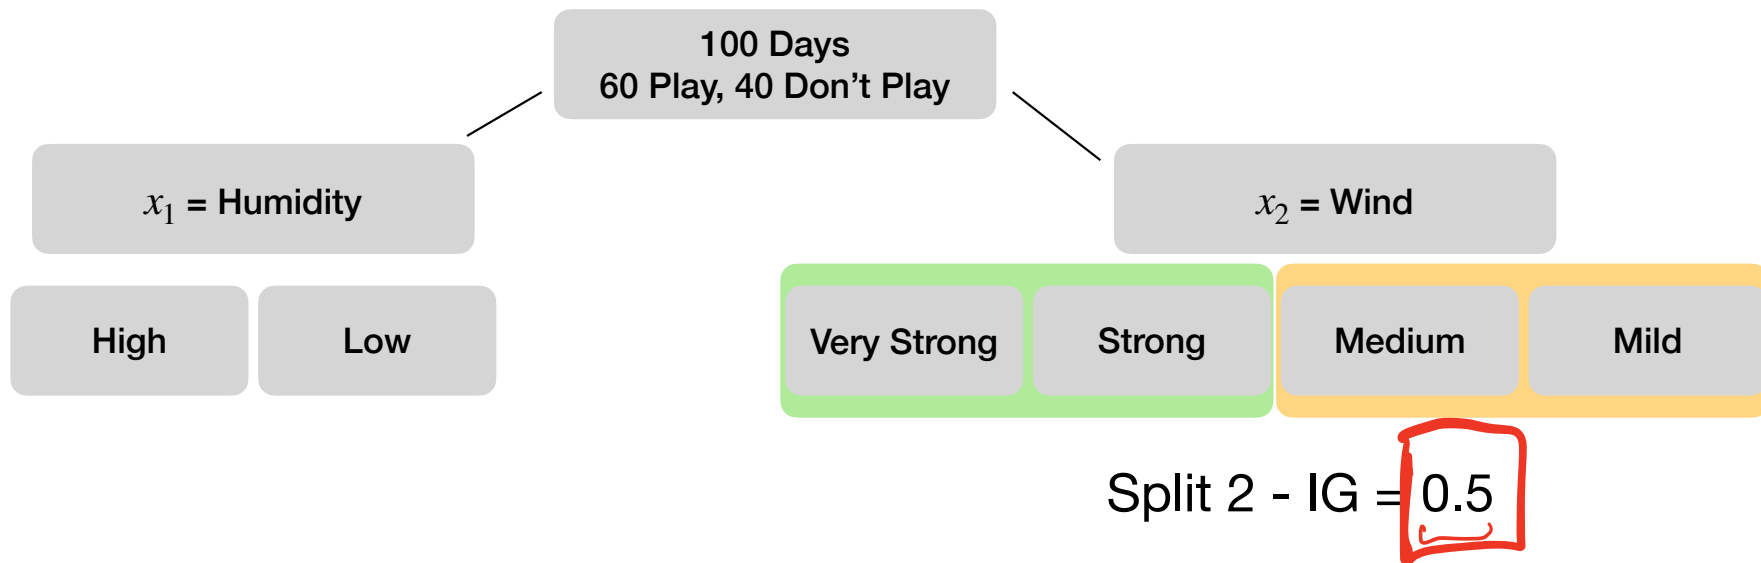 100 Days
60 Play, 40 Don't Play
x₁ = Humidity
x₂ = Wind
High
Low
Very Strong
Strong
Medium
Mild
Split 2 - IG = 0.5